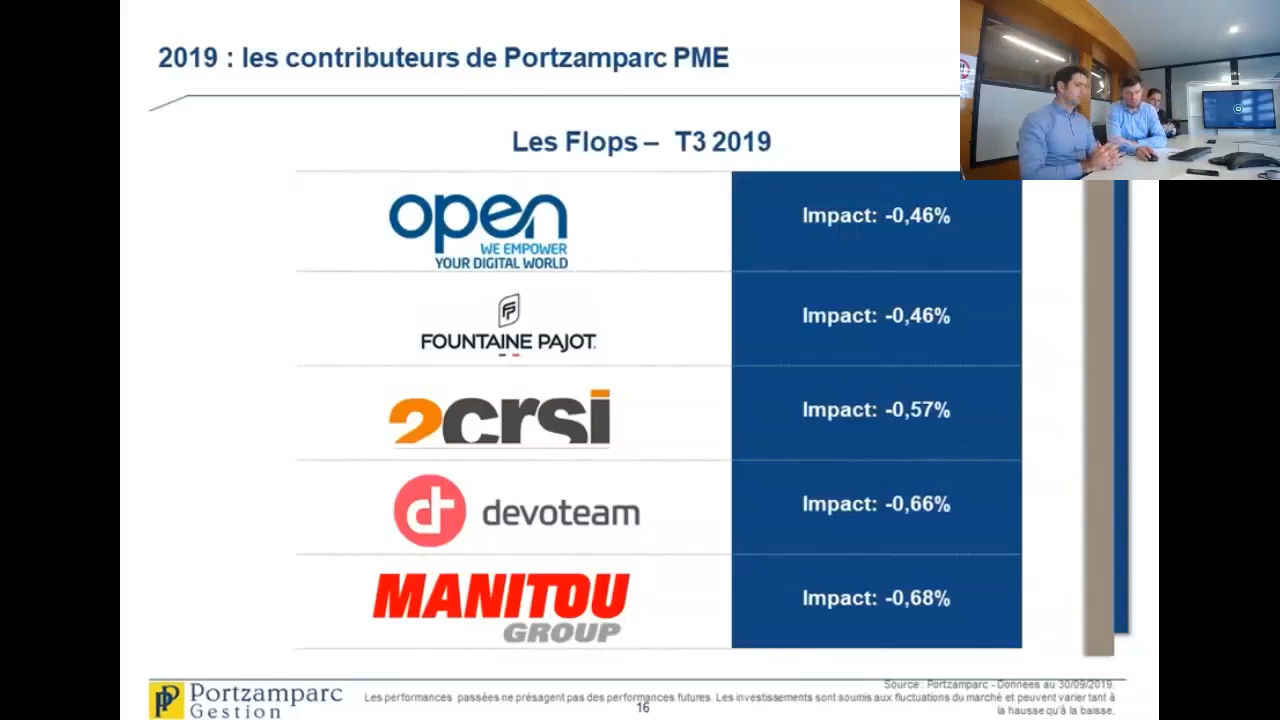 2019 : les contributeurs de Portzamparc PME
Les Flops – T3 2019
open
WE EMPOWER
YOUR DIGITAL WORLD
Impact: -0,46%
FOUNTAINE PAJOT
Impact: -0,46%
2crsi
Impact: -0,57%
dt devoteam
Impact: -0,66%
MANITOU
GROUP
Impact: -0,68%
Portzamparc
Gestion
Source : Portzamparc - Données au 30/09/2019.
Les performances passées ne présagent pas des performances futures. Les investissements sont soumis aux fluctuations du marché et peuvent varier tant à
la hausse qu'à la baisse.
16